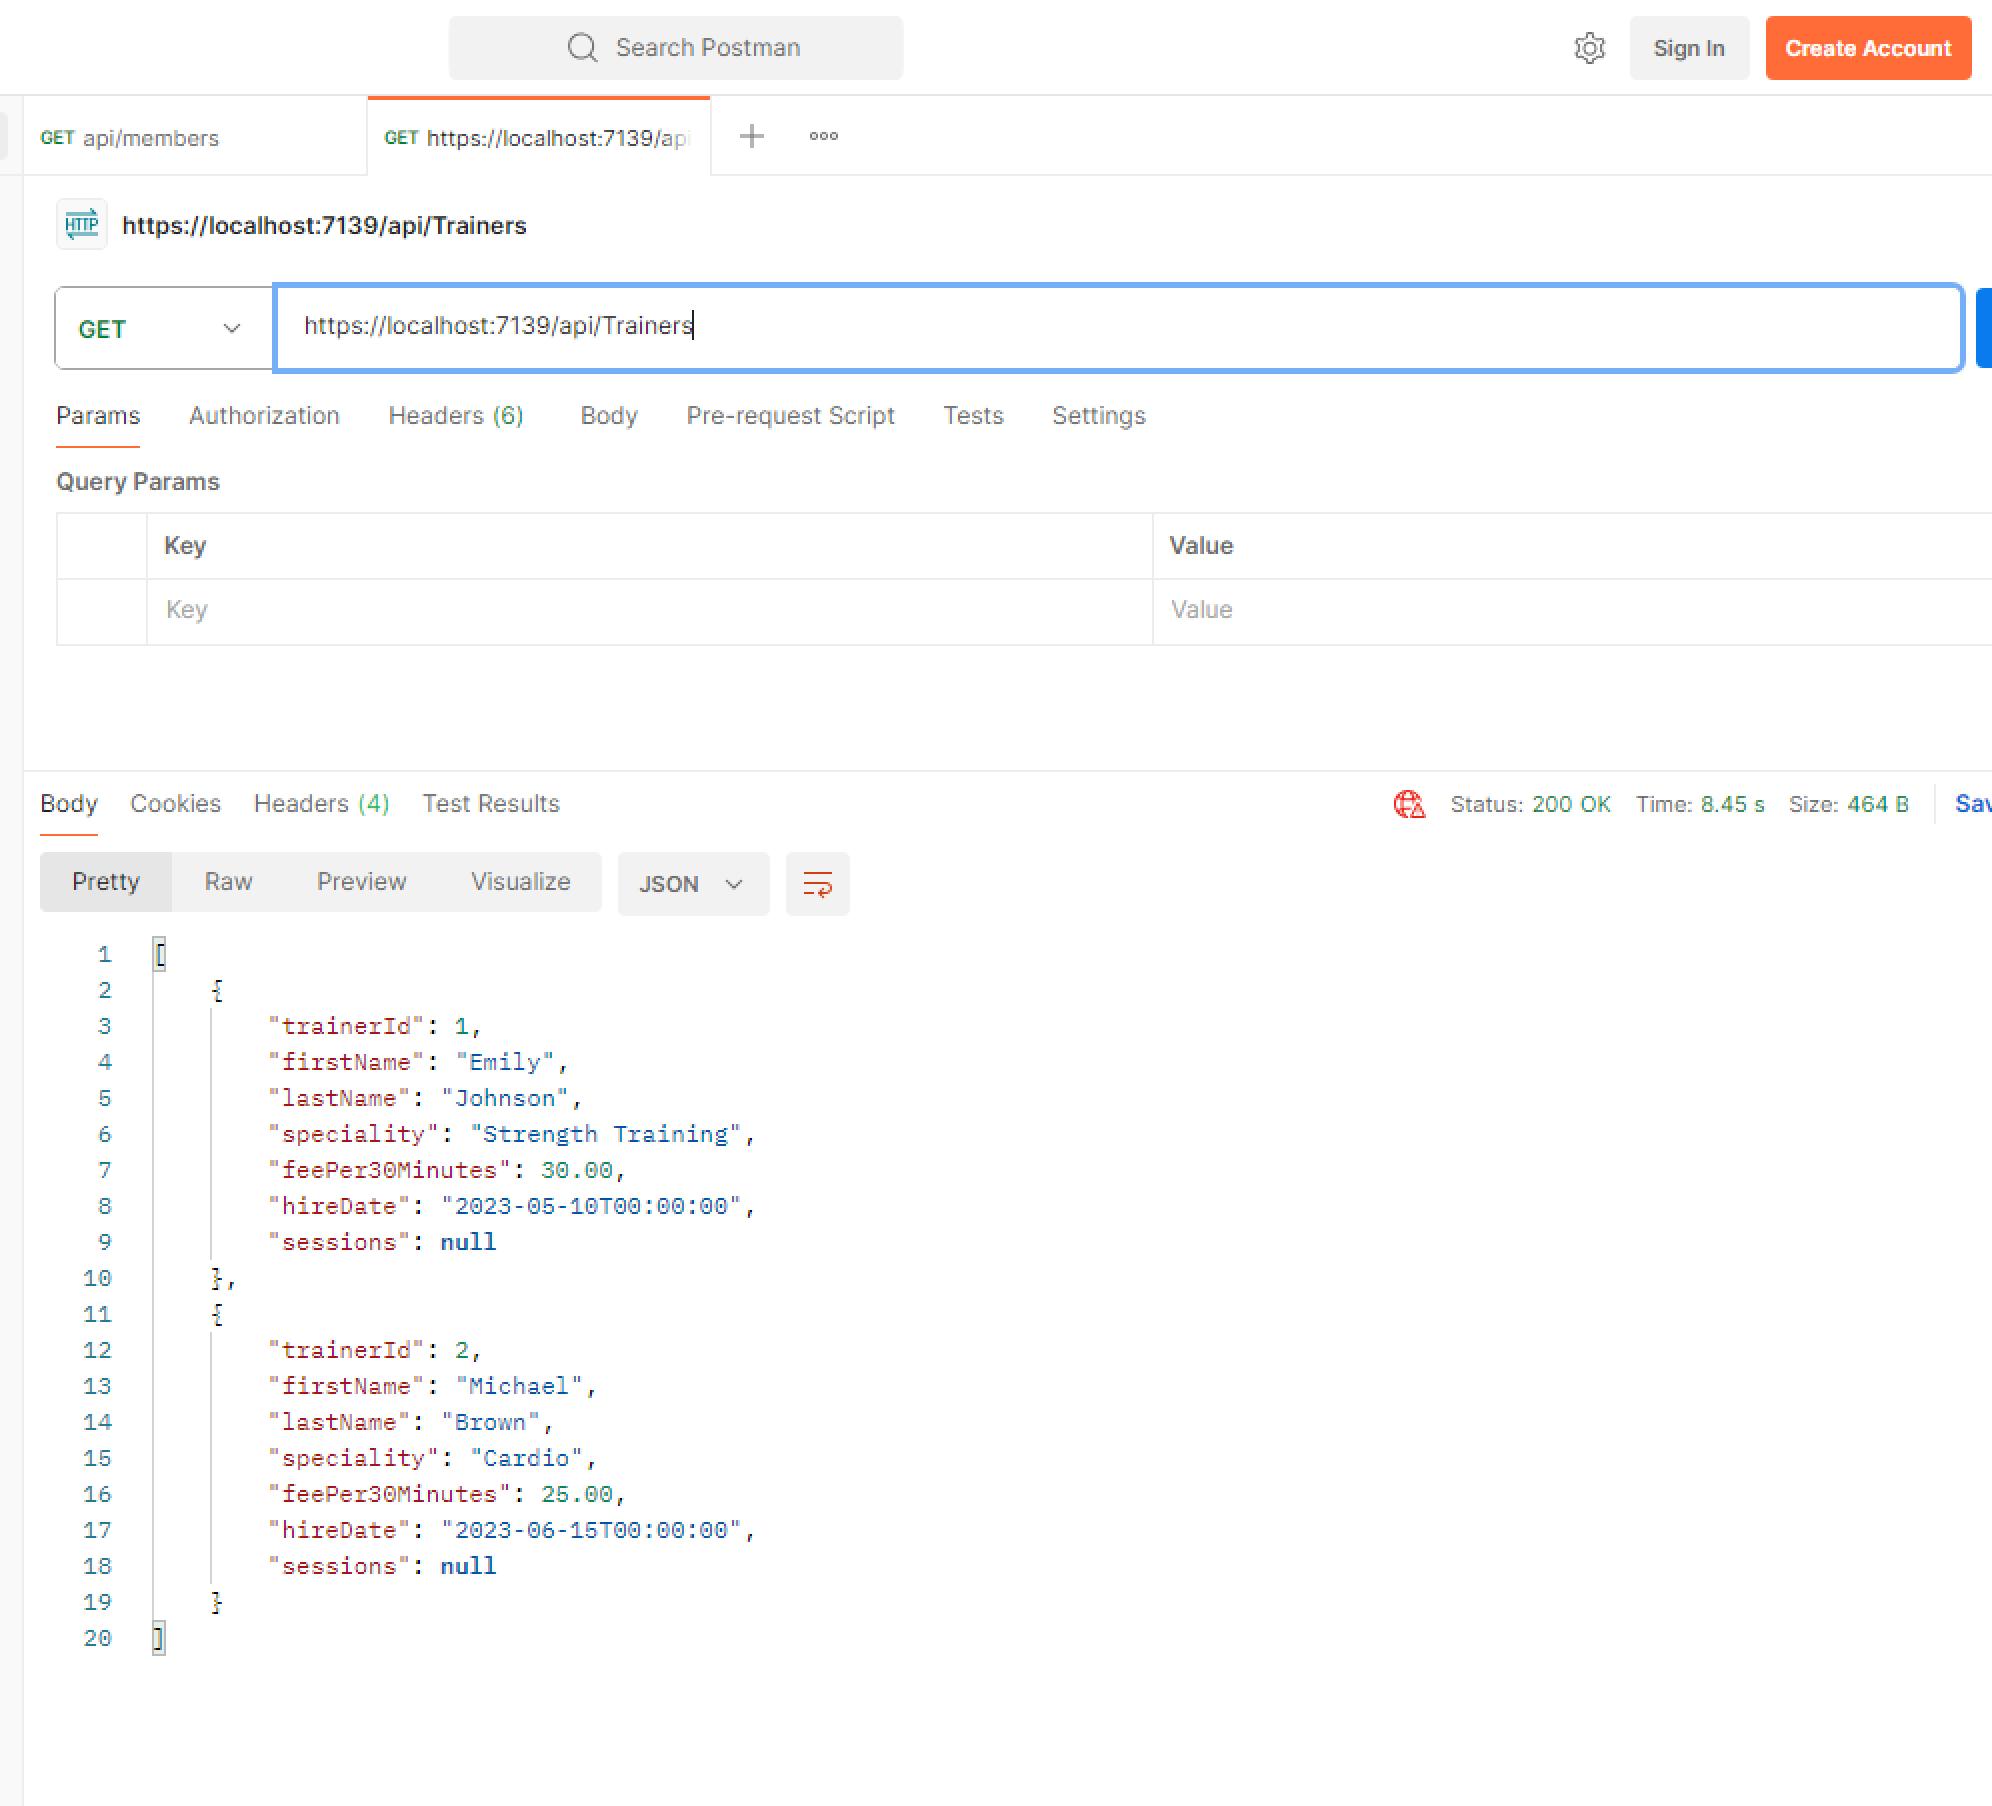 Search Postman
Sign In
Create Account
GET api/members
GET https://localhost:7139/api
HTTP https://localhost:7139/api/Trainers
GET https://localhost:7139/api/Trainers
Params Authorization Headers (6) Body Pre-request Script Tests Settings
Query Params
Key Value
Key Value
Body Cookies Headers (4) Test Results Status: 200 OK Time: 8.45 s Size: 464 B Sav
Pretty Raw Preview Visualize JSON
1 [
2 {
3 "trainerId": 1,
4 "firstName": "Emily",
5 "lastName": "Johnson",
6 "speciality": "Strength Training",
7 "feePer30Minutes": 30.00,
8 "hireDate": "2023-05-10T00:00:00",
9 "sessions": null
10 },
11 {
12 "trainerId": 2,
13 "firstName": "Michael",
14 "lastName": "Brown",
15 "speciality": "Cardio",
16 "feePer30Minutes": 25.00,
17 "hireDate": "2023-06-15T00:00:00",
18 "sessions": null
19 }
20 ]